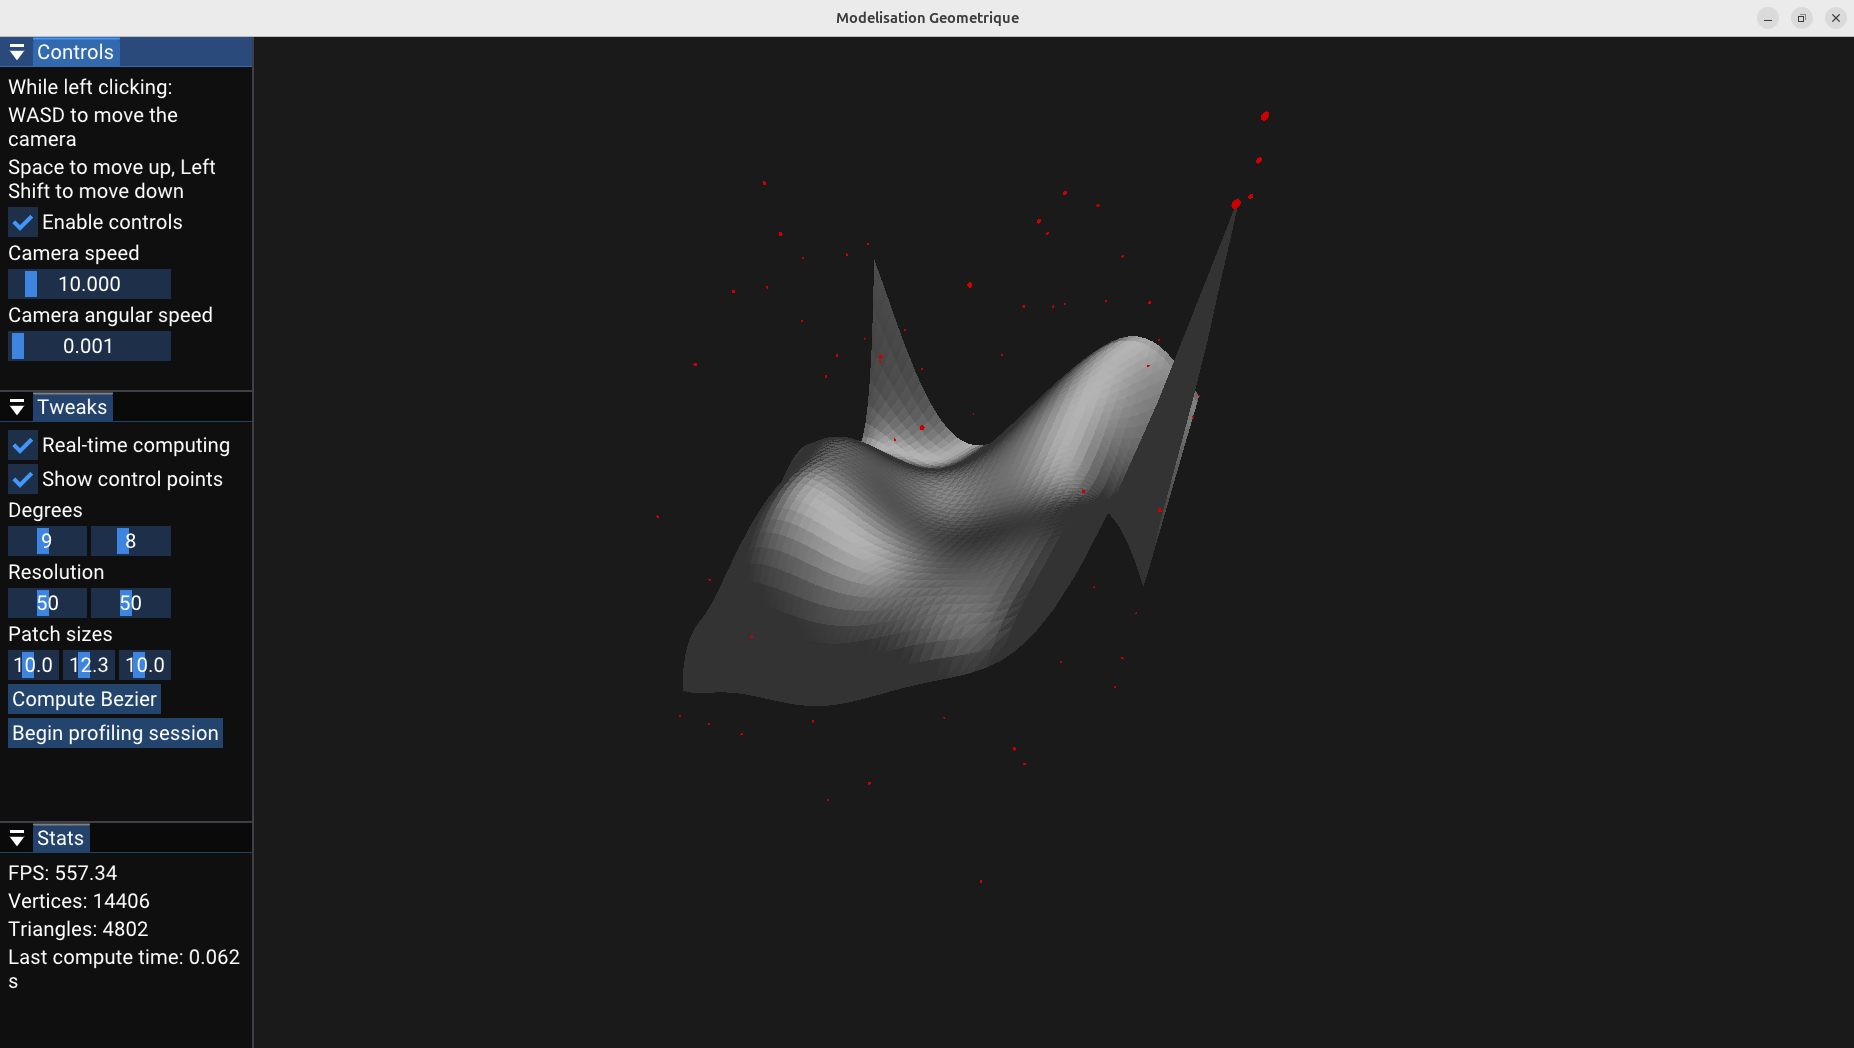 Modelisation Geometrique
Controls
While left clicking:
WASD to move the
camera
Space to move up, Left
Shift to move down
Enable controls
Camera speed
10.000
Camera angular speed
0.001
Tweaks
Real-time computing
Show control points
Degrees
9 8
Resolution
50 50
Patch sizes
10.0 12.3 10.0
Compute Bezier
Begin profiling session
Stats
FPS: 557.34
Vertices: 14406
Triangles: 4802
Last compute time: 0.062
s